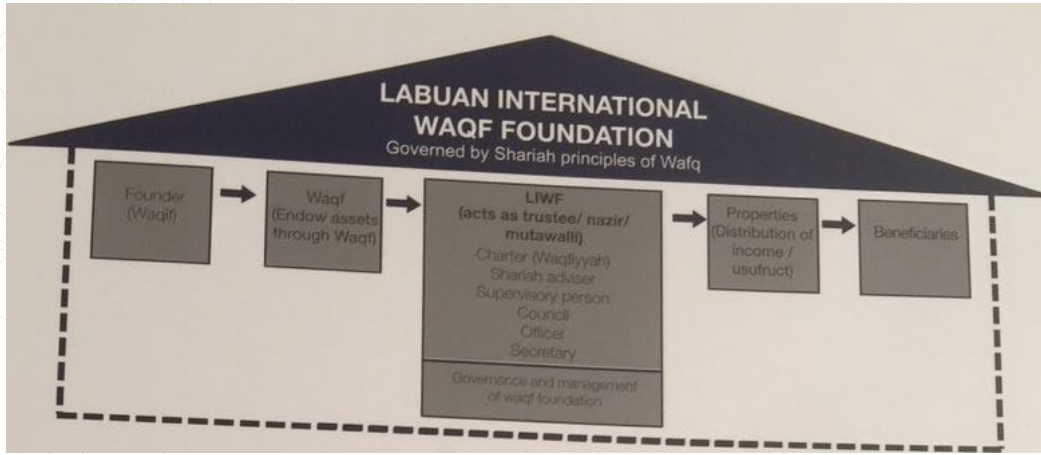 LABUAN INTERNATIONAL
WAQF FOUNDATION
Governed by Shariah principles of Wafq
Founder
(Waqif)
Waqf
(Endow assets
through Waqf)
LIWF
(acts as trustee/ nazir/
mutawalli)
Charter (Waqfiyyah)
Shariah adviser
Supervisory person
Council
Officer
Secretary
Governance and management
of waqf foundation
Properties
(Distribution of
income /
usufruct)
Beneficiaries